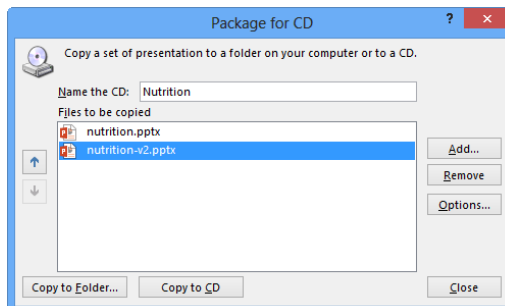 Package for CD
?
Copy a set of presentation to a folder on your computer or to a CD.
Name the CD: Nutrition
Files to be copied
nutrition.pptx
nutrition-v2.pptx
Add...
Remove
Options...
Copy to Folder... Copy to CD Close